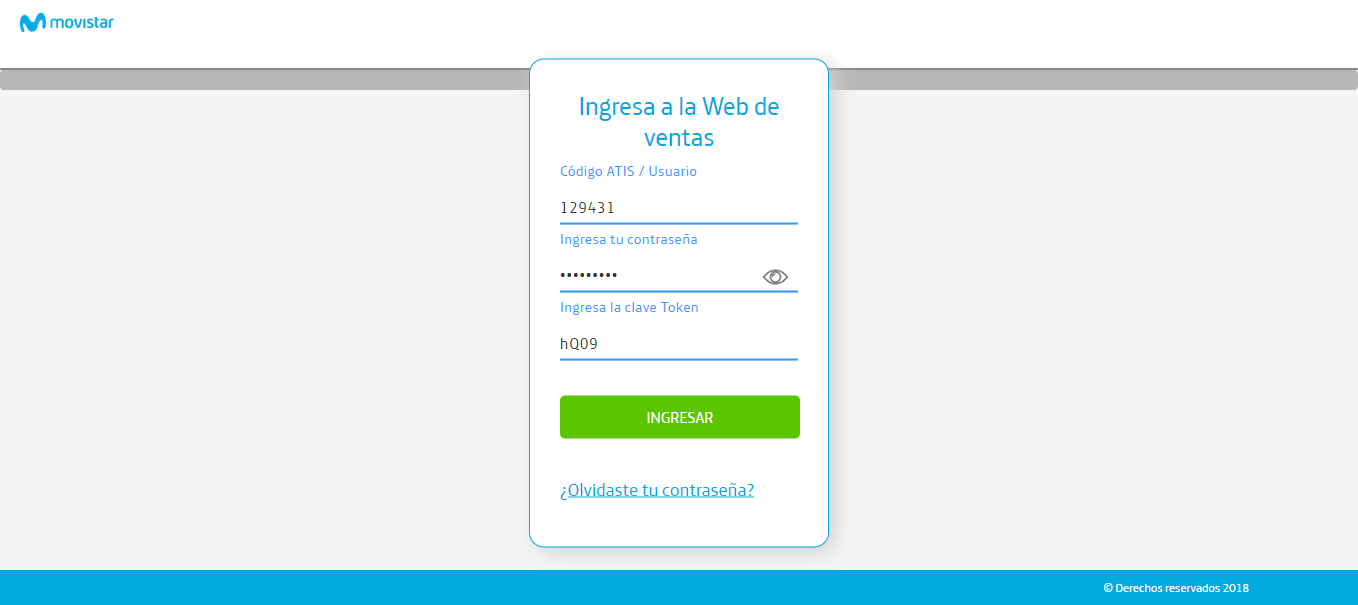 movistar
Ingresa a la Web de
ventas
Código ATIS / Usuario
129431
Ingresa tu contraseña
•••••••••
Ingresa la clave Token
hQ09
INGRESAR
¿Olvidaste tu contraseña?
© Derechos reservados 2018